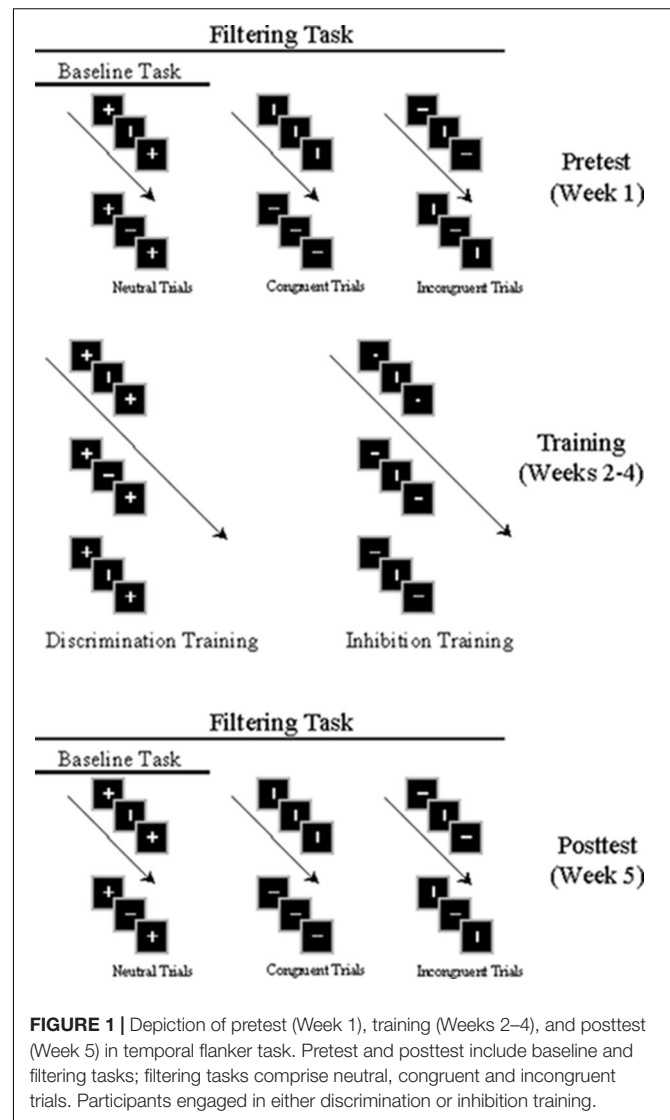 Filtering Task
Baseline Task
Pretest
(Week 1)
Neutral Trials
Congruent Trials
Incongruent Trials
Training
(Weeks 2-4)
Discrimination Training
Inhibition Training
Filtering Task
Baseline Task
Posttest
(Week 5)
Neutral Trials
Congruent Trials
Incongruent Trials
FIGURE 1 | Depiction of pretest (Week 1), training (Weeks 2–4), and posttest
(Week 5) in temporal flanker task. Pretest and posttest include baseline and
filtering tasks; filtering tasks comprise neutral, congruent and incongruent
trials. Participants engaged in either discrimination or inhibition training.